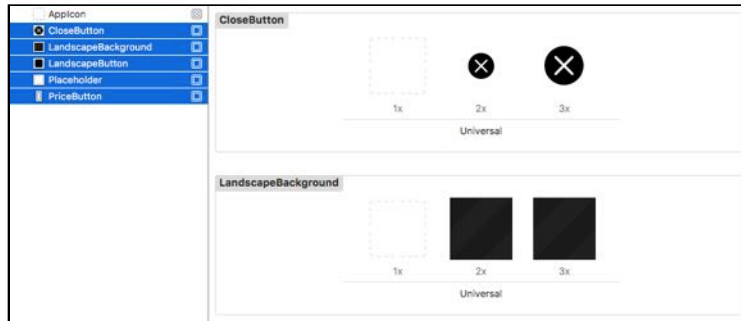 AppIcon
CloseButton
LandscapeBackground
LandscapeButton
Placeholder
PriceButton
CloseButton
1x 2x 3x
Universal
LandscapeBackground
1x 2x 3x
Universal